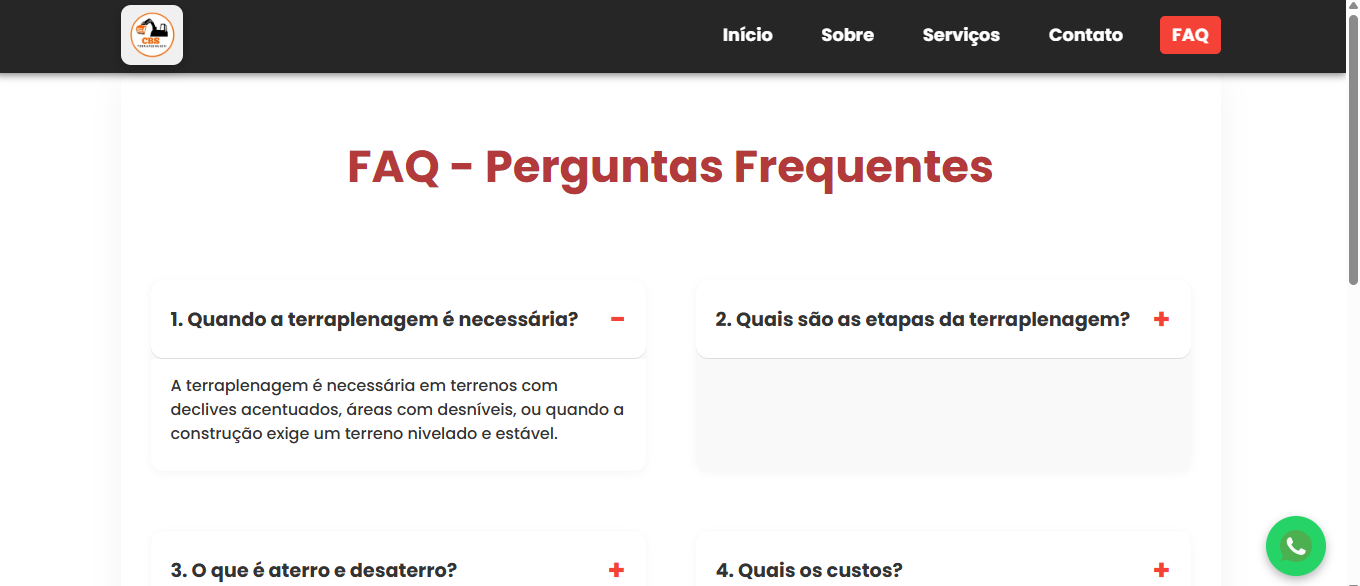 CBS
TERRAPLENAGEM
Início
Sobre
Serviços
Contato
FAQ
FAQ - Perguntas Frequentes
1. Quando a terraplenagem é necessária? -
2. Quais são as etapas da terraplenagem? +
A terraplenagem é necessária em terrenos com
declives acentuados, áreas com desníveis, ou quando a
construção exige um terreno nivelado e estável.
3. O que é aterro e desaterro? +
4. Quais os custos? +